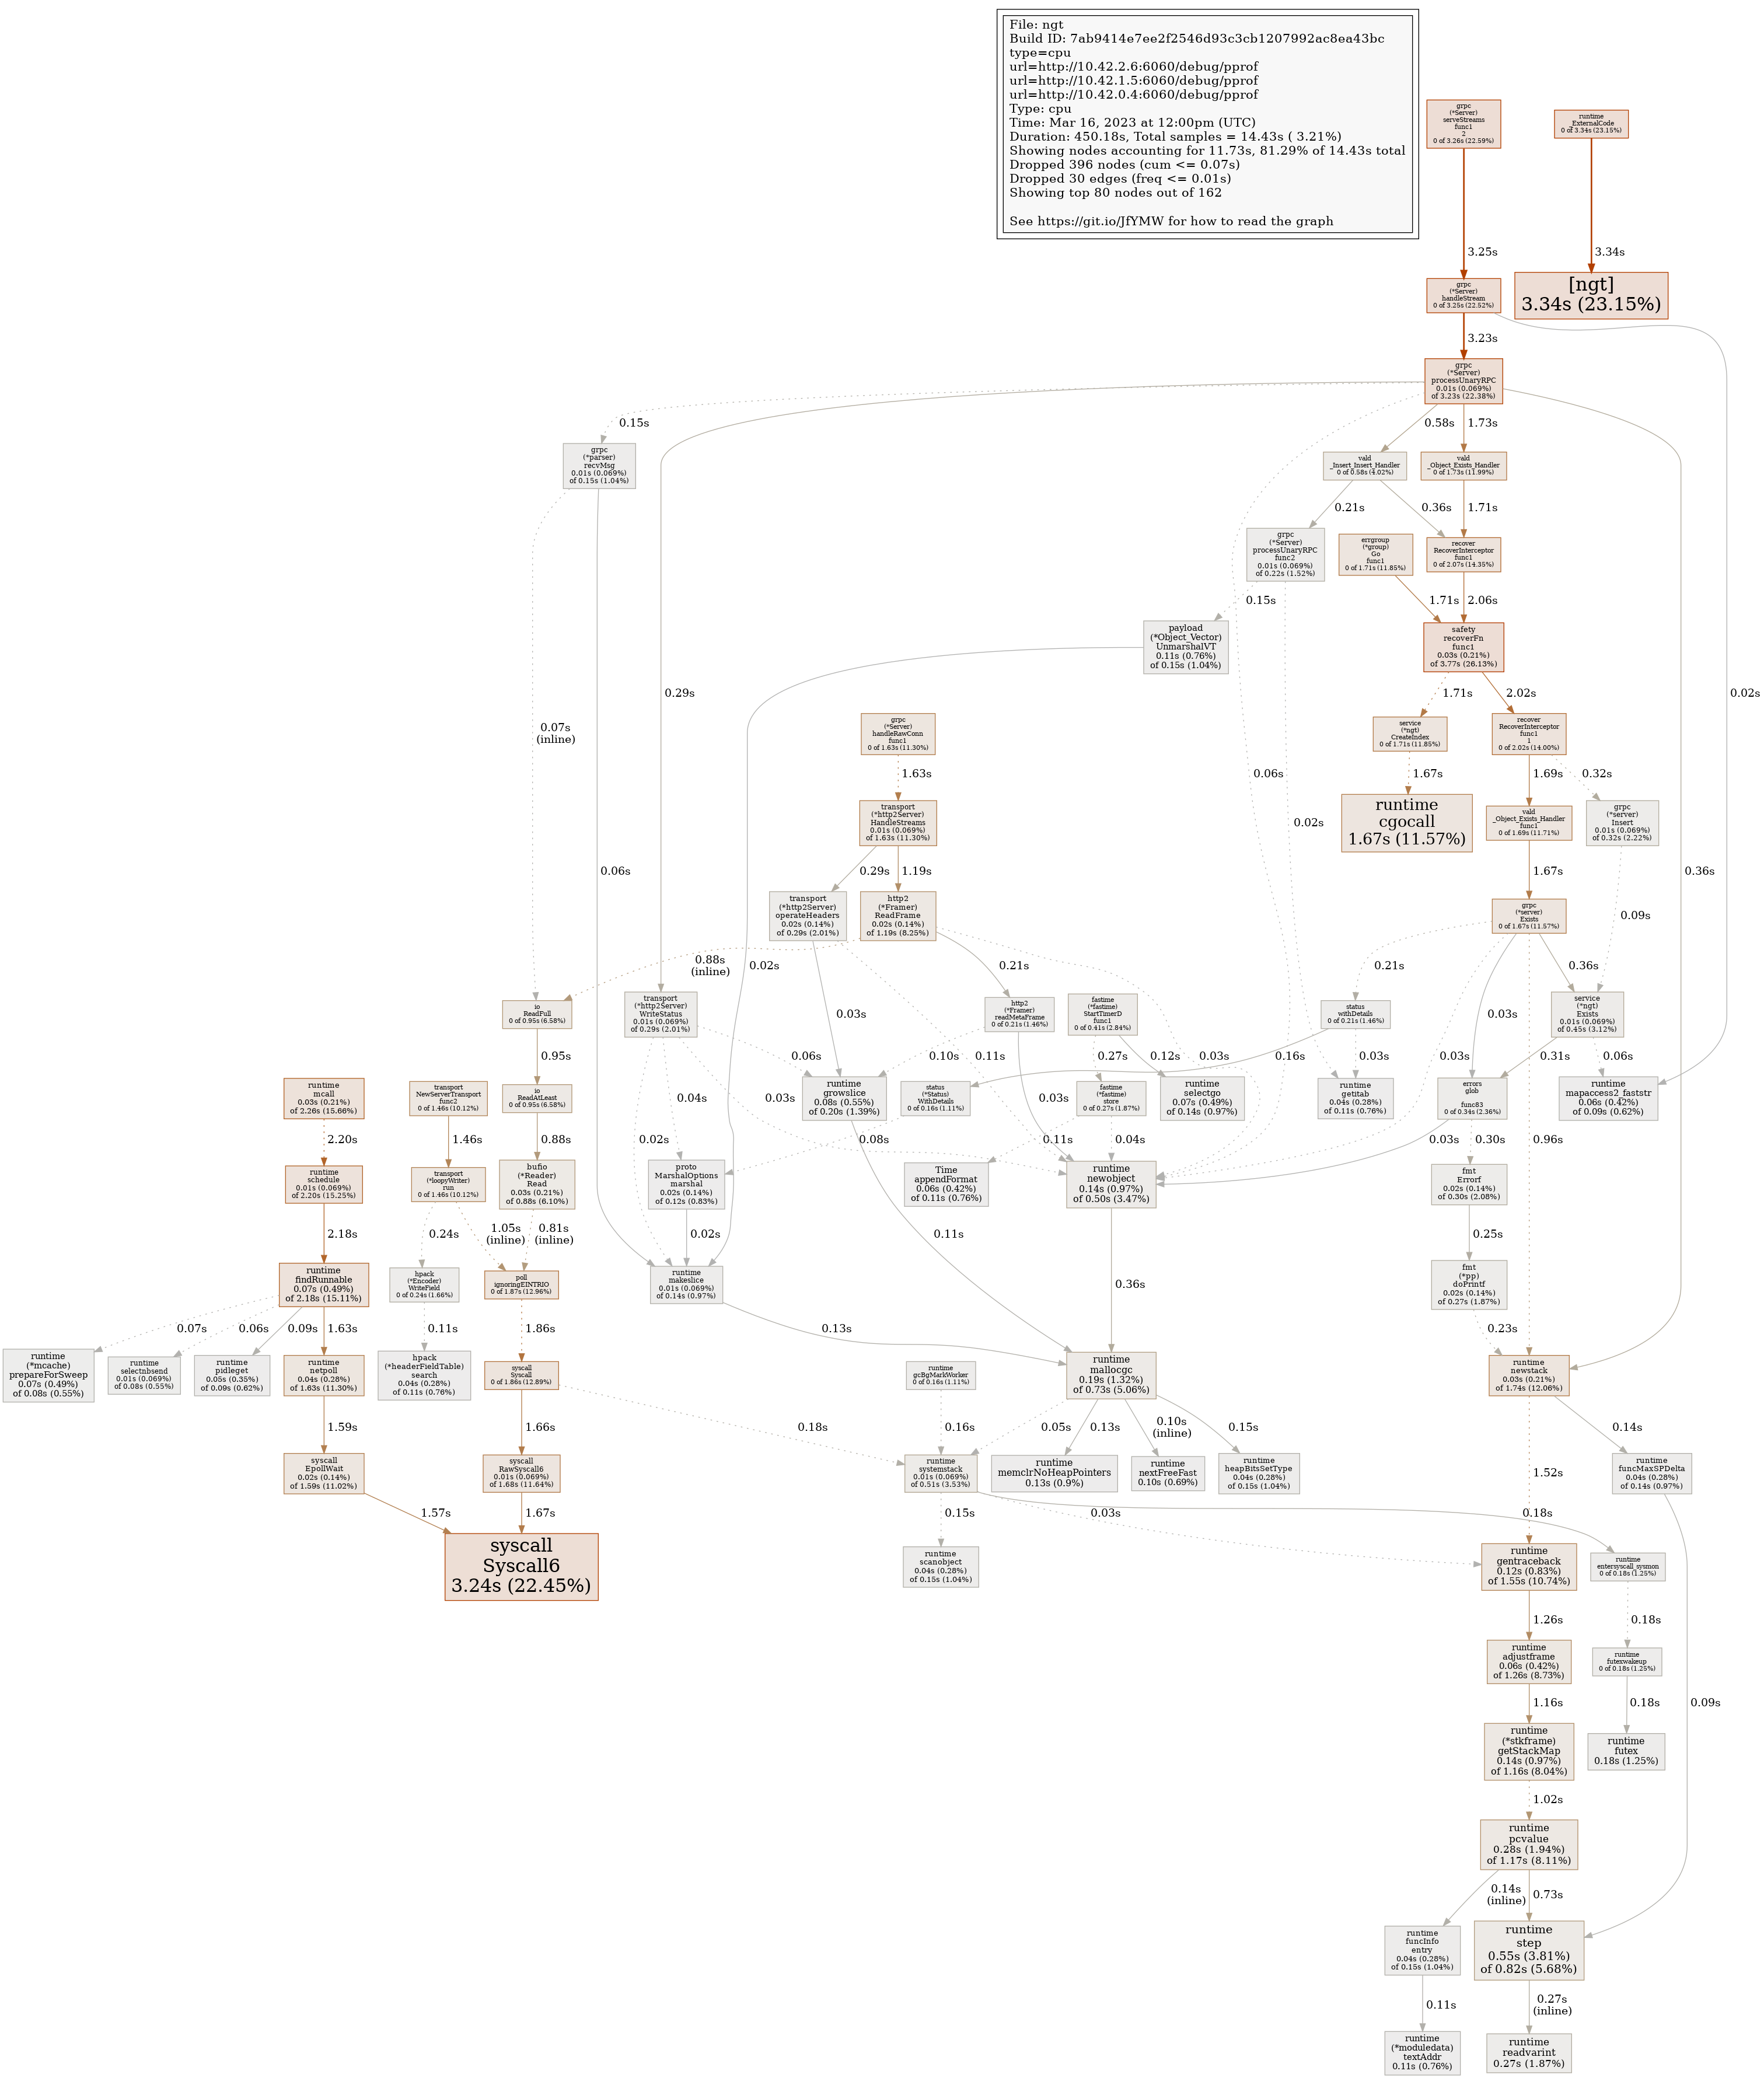 File: ngt
Build ID: 7ab9414e7ee2f2546d93c3cb1207992ac8ea43bc
type=cpu
url=http://10.42.2.6:6060/debug/pprof
url=http://10.42.1.5:6060/debug/pprof
url=http://10.42.0.4:6060/debug/pprof
Type: cpu
Time: Mar 16, 2023 at 12:00pm (UTC)
Duration: 450.18s, Total samples = 14.43s ( 3.21%)
Showing nodes accounting for 11.73s, 81.29% of 14.43s total
Dropped 396 nodes (cum <= 0.07s)
Dropped 30 edges (freq <= 0.01s)
Showing top 80 nodes out of 162
See https://git.io/JfYMW for how to read the graph
grpc
(*Server)
serveStreams
func1
2
0 of 3.26s (22.59%)
runtime
_ExternalCode
0 of 3.34s (23.15%)
3.25s
3.34s
grpc
(*Server)
handleStream
0 of 3.25s (22.52%)
[ngt]
3.34s (23.15%)
3.23s
0.02s
grpc
(*Server)
processUnaryRPC
0.01s (0.069%)
of 3.23s (22.38%)
0.15s
0.29s
0.06s
0.58s
1.73s
0.36s
grpc
(*parser)
recvMsg
0.01s (0.069%)
of 0.15s (1.04%)
vald
_Insert_Insert_Handler
0 of 0.58s (4.02%)
vald
_Object_Exists_Handler
0 of 1.73s (11.99%)
0.07s
(inline)
0.06s
0.21s
0.36s
1.71s
grpc
(*Server)
processUnaryRPC
func2
0.01s (0.069%)
of 0.22s (1.52%)
errgroup
(*group)
Go
func1
0 of 1.71s (11.85%)
recover
RecoverInterceptor
func1
0 of 2.07s (14.35%)
0.15s
0.02s
1.71s
2.06s
payload
(*Object_Vector)
UnmarshalVT
0.11s (0.76%)
of 0.15s (1.04%)
safety
recoverFn
func1
0.03s (0.21%)
of 3.77s (26.13%)
0.02s
1.71s
2.02s
grpc
(*Server)
handleRawConn
func1
0 of 1.63s (11.30%)
service
(*ngt)
CreateIndex
0 of 1.71s (11.85%)
recover
RecoverInterceptor
func1
1
0 of 2.02s (14.00%)
1.63s
1.67s
1.69s
0.32s
transport
(*http2Server)
HandleStreams
0.01s (0.069%)
of 1.63s (11.30%)
runtime
cgocall
1.67s (11.57%)
vald
_Object_Exists_Handler
func1
0 of 1.69s (11.71%)
grpc
(*server)
Insert
0.01s (0.069%)
of 0.32s (2.22%)
0.29s
1.19s
1.67s
0.09s
transport
(*http2Server)
operateHeaders
0.02s (0.14%)
of 0.29s (2.01%)
http2
(*Framer)
ReadFrame
0.02s (0.14%)
of 1.19s (8.25%)
grpc
(*server)
Exists
0 of 1.67s (11.57%)
0.88s
(inline)
0.03s
0.11s
0.21s
0.03s
0.21s
0.03s
0.03s
0.96s
0.36s
io
ReadFull
0 of 0.95s (6.58%)
transport
(*http2Server)
WriteStatus
0.01s (0.069%)
of 0.29s (2.01%)
http2
(*Framer)
readMetaFrame
0 of 0.21s (1.46%)
fastime
(*fastime)
StartTimerD
func1
0 of 0.41s (2.84%)
status
withDetails
0 of 0.21s (1.46%)
service
(*ngt)
Exists
0.01s (0.069%)
of 0.45s (3.12%)
0.95s
0.06s
0.04s
0.02s
0.03s
0.10s
0.03s
0.27s
0.12s
0.16s
0.03s
0.31s
0.06s
runtime
mcall
0.03s (0.21%)
of 2.26s (15.66%)
transport
NewServerTransport
func2
0 of 1.46s (10.12%)
io
ReadAtLeast
0 of 0.95s (6.58%)
runtime
growslice
0.08s (0.55%)
of 0.20s (1.39%)
status
(*Status)
WithDetails
0 of 0.16s (1.11%)
fastime
(*fastime)
store
0 of 0.27s (1.87%)
runtime
selectgo
0.07s (0.49%)
of 0.14s (0.97%)
runtime
getitab
0.04s (0.28%)
of 0.11s (0.76%)
errors
glob

func83
0 of 0.34s (2.36%)
runtime
mapaccess2_faststr
0.06s (0.42%)
of 0.09s (0.62%)
2.20s
1.46s
0.88s
0.08s
0.11s
0.04s
0.03s
0.30s
runtime
schedule
0.01s (0.069%)
of 2.20s (15.25%)
transport
(*loopyWriter)
run
0 of 1.46s (10.12%)
bufio
(*Reader)
Read
0.03s (0.21%)
of 0.88s (6.10%)
proto
MarshalOptions
marshal
0.02s (0.14%)
of 0.12s (0.83%)
Time
appendFormat
0.06s (0.42%)
of 0.11s (0.76%)
runtime
newobject
0.14s (0.97%)
of 0.50s (3.47%)
fmt
Errorf
0.02s (0.14%)
of 0.30s (2.08%)
2.18s
0.24s
1.05s
(inline)
0.81s
(inline)
0.02s
0.11s
0.36s
0.25s
runtime
findRunnable
0.07s (0.49%)
of 2.18s (15.11%)
hpack
(*Encoder)
WriteField
0 of 0.24s (1.66%)
poll
ignoringEINTRIO
0 of 1.87s (12.96%)
runtime
makeslice
0.01s (0.069%)
of 0.14s (0.97%)
fmt
(*pp)
doPrintf
0.02s (0.14%)
of 0.27s (1.87%)
0.07s
0.06s
0.09s
1.63s
0.11s
1.86s
0.13s
0.23s
runtime
(*mcache)
prepareForSweep
0.07s (0.49%)
of 0.08s (0.55%)
runtime
selectnbsend
0.01s (0.069%)
of 0.08s (0.55%)
runtime
pidleget
0.05s (0.35%)
of 0.09s (0.62%)
runtime
netpoll
0.04s (0.28%)
of 1.63s (11.30%)
hpack
(*headerFieldTable)
search
0.04s (0.28%)
of 0.11s (0.76%)
syscall
Syscall
0 of 1.86s (12.89%)
runtime
gcBgMarkWorker
0 of 0.16s (1.11%)
runtime
mallocgc
0.19s (1.32%)
of 0.73s (5.06%)
runtime
newstack
0.03s (0.21%)
of 1.74s (12.06%)
1.59s
1.66s
0.18s
0.16s
0.05s
0.13s
0.10s
(inline)
0.15s
1.52s
0.14s
syscall
EpollWait
0.02s (0.14%)
of 1.59s (11.02%)
syscall
RawSyscall6
0.01s (0.069%)
of 1.68s (11.64%)
runtime
systemstack
0.01s (0.069%)
of 0.51s (3.53%)
runtime
memclrNoHeapPointers
0.13s (0.9%)
runtime
nextFreeFast
0.10s (0.69%)
runtime
heapBitsSetType
0.04s (0.28%)
of 0.15s (1.04%)
runtime
funcMaxSPDelta
0.04s (0.28%)
of 0.14s (0.97%)
1.57s
1.67s
0.15s
0.03s
0.18s
0.09s
syscall
Syscall6
3.24s (22.45%)
runtime
scanobject
0.04s (0.28%)
of 0.15s (1.04%)
runtime
gentraceback
0.12s (0.83%)
of 1.55s (10.74%)
runtime
entersyscall_sysmon
0 of 0.18s (1.25%)
1.26s
0.18s
runtime
adjustframe
0.06s (0.42%)
of 1.26s (8.73%)
runtime
futexwakeup
0 of 0.18s (1.25%)
1.16s
0.18s
runtime
(*stkframe)
getStackMap
0.14s (0.97%)
of 1.16s (8.04%)
runtime
futex
0.18s (1.25%)
1.02s
runtime
pcvalue
0.28s (1.94%)
of 1.17s (8.11%)
0.14s
(inline)
0.73s
runtime
funcInfo
entry
0.04s (0.28%)
of 0.15s (1.04%)
runtime
step
0.55s (3.81%)
of 0.82s (5.68%)
0.11s
0.27s
(inline)
runtime
(*moduledata)
textAddr
0.11s (0.76%)
runtime
readvarint
0.27s (1.87%)